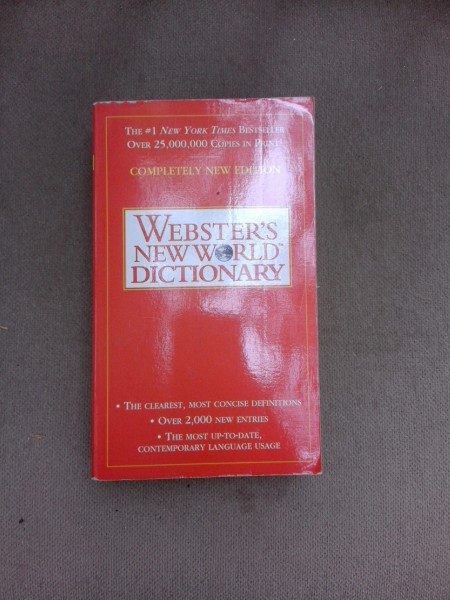 THE #1 NEW YORK TIMES BESTSELLER
OVER 25,000,000 COPIES IN PRINT!
COMPLETELY NEW EDITION
WEBSTER'S
NEW WORLD™
DICTIONARY
• THE CLEAREST, MOST CONCISE DEFINITIONS
• OVER 2,000 NEW ENTRIES
• THE MOST UP-TO-DATE,
CONTEMPORARY LANGUAGE USAGE